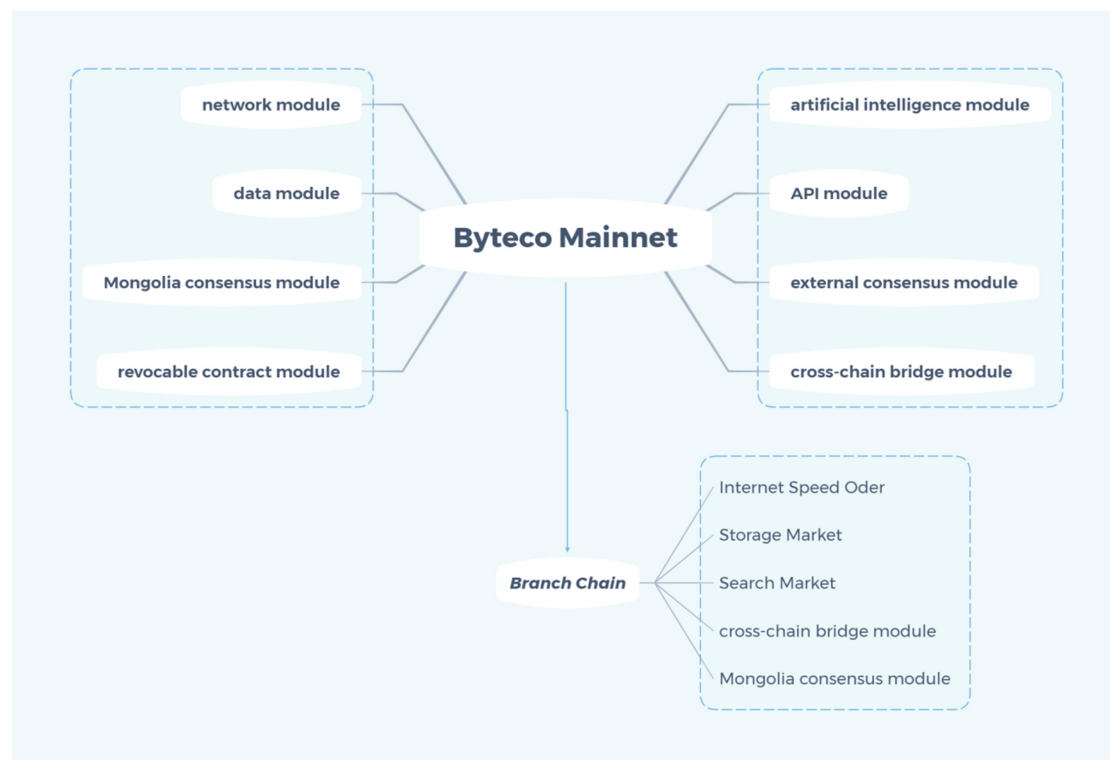 network module
data module
Mongolia consensus module
revocable contract module
Byteco Mainnet
artificial intelligence module
API module
external consensus module
cross-chain bridge module
Branch Chain
Internet Speed Oder
Storage Market
Search Market
cross-chain bridge module
Mongolia consensus module